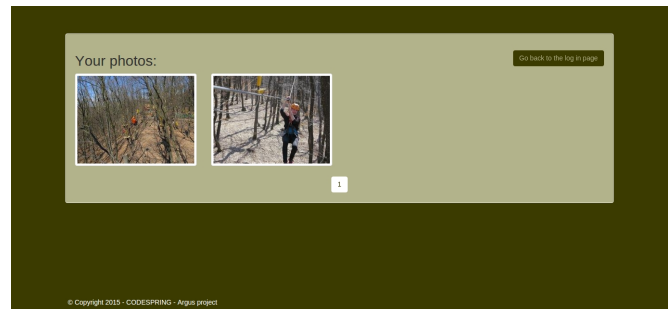 Your photos:
Go back to the log in page
1
© Copyright 2015 - CODESPRING - Argus project